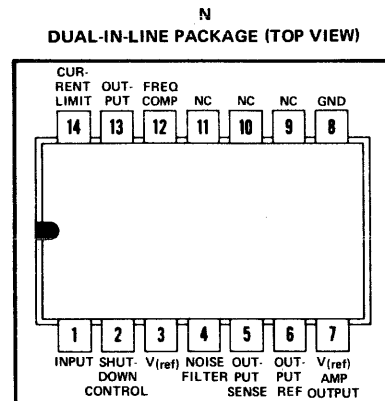 N
DUAL-IN-LINE PACKAGE (TOP VIEW)
CUR-
RENT OUT- FREQ
LIMIT PUT COMP NC NC NC GND
14 13 12 11 10 9 8
1 2 3 4 5 6 7
INPUT SHUT- V(ref) NOISE OUT- OUT- V(ref)
DOWN FILTER PUT PUT AMP
CONTROL SENSE REF OUTPUT